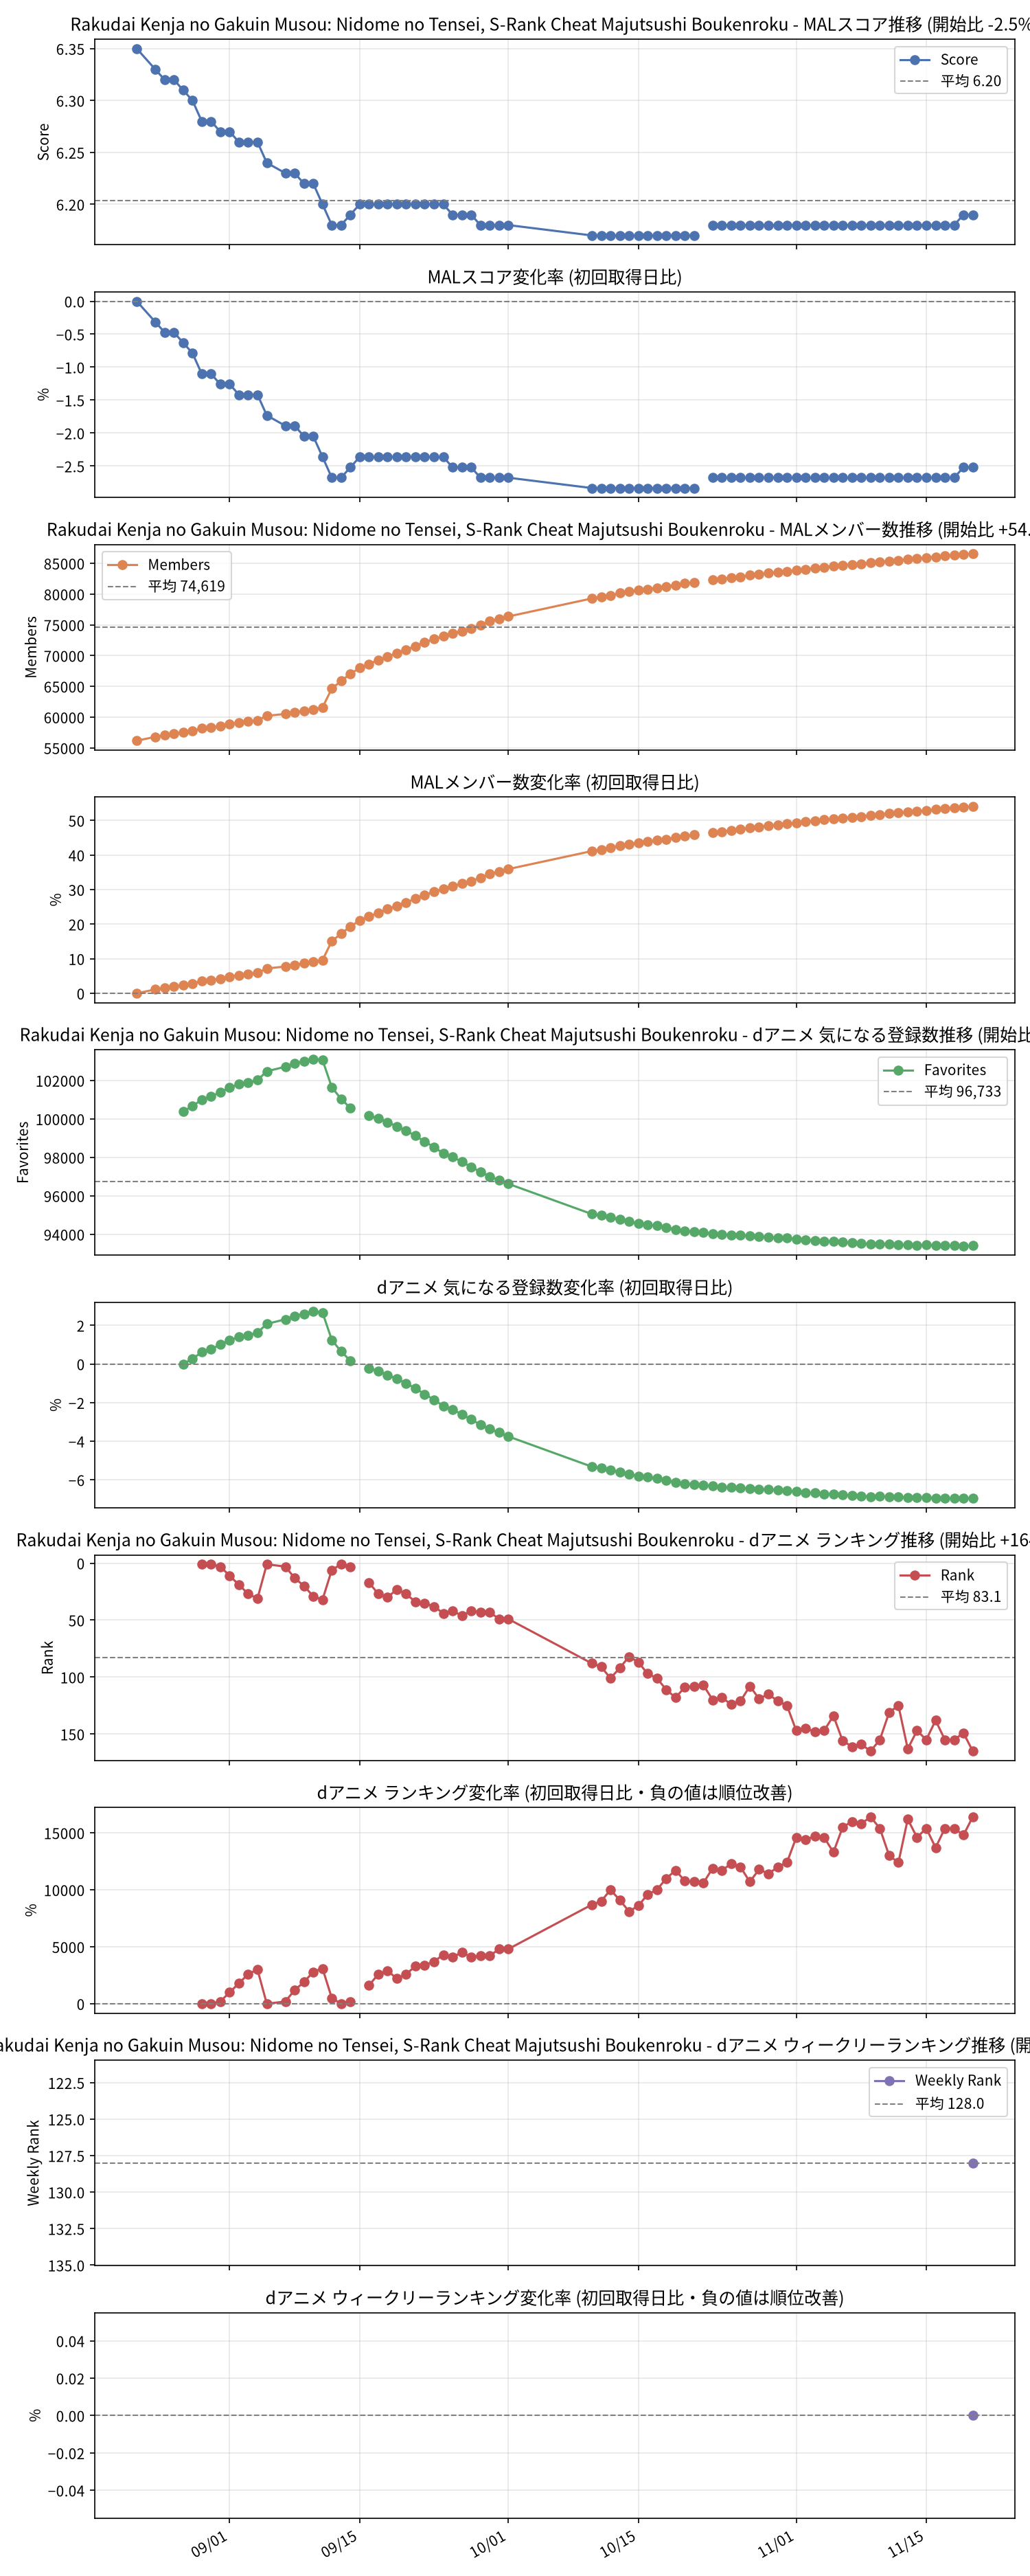 Rakudai Kenja no Gakuin Musou: Nidome no Tensei, S-Rank Cheat Majutsushi Boukenroku - MALスコア推移 (開始比 -2.5%
6.35
6.30
6.25
6.20
Score
Score
平均 6.20
MALスコア変化率 (初回取得日比)
0.0
−0.5
−1.0
−1.5
−2.0
−2.5
%
Rakudai Kenja no Gakuin Musou: Nidome no Tensei, S-Rank Cheat Majutsushi Boukenroku - MALメンバー数推移 (開始比 +54.
85000
80000
75000
70000
65000
60000
55000
Members
Members
平均 74,619
MALメンバー数変化率 (初回取得日比)
50
40
30
20
10
0
%
Rakudai Kenja no Gakuin Musou: Nidome no Tensei, S-Rank Cheat Majutsushi Boukenroku - dアニメ 気になる登録数推移 (開始比
102000
100000
98000
96000
94000
Favorites
Favorites
平均 96,733
dアニメ 気になる登録数変化率 (初回取得日比)
2
0
−2
−4
−6
%
Rakudai Kenja no Gakuin Musou: Nidome no Tensei, S-Rank Cheat Majutsushi Boukenroku - dアニメ ランキング推移 (開始比 +16
0
50
100
150
Rank
Rank
平均 83.1
dアニメ ランキング変化率 (初回取得日比・負の値は順位改善)
15000
10000
5000
0
%
akudai Kenja no Gakuin Musou: Nidome no Tensei, S-Rank Cheat Majutsushi Boukenroku - dアニメ ウィークリーランキング推移 (開
122.5
125.0
127.5
130.0
132.5
135.0
Weekly Rank
Weekly Rank
平均 128.0
dアニメ ウィークリーランキング変化率 (初回取得日比・負の値は順位改善)
0.04
0.02
0.00
−0.02
−0.04
%
09/01
09/15
10/01
10/15
11/01
11/15